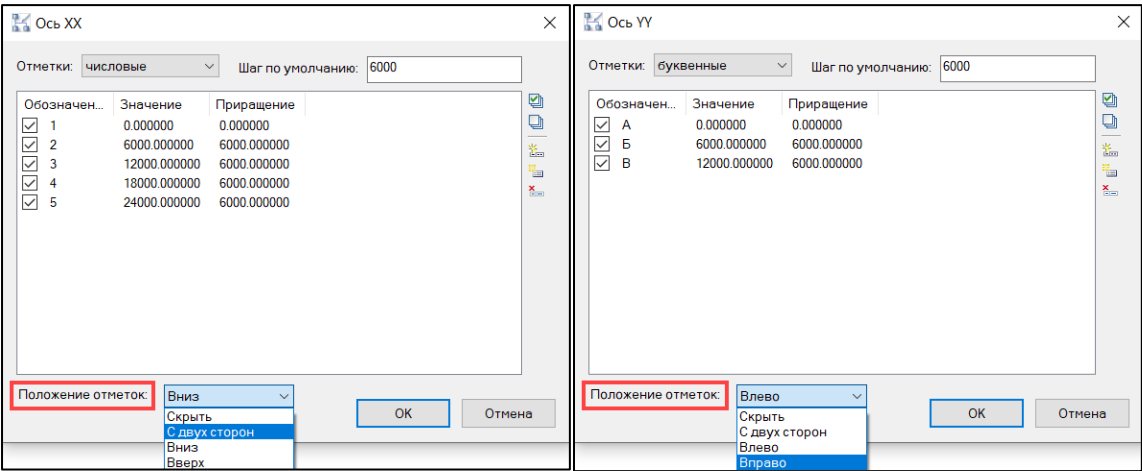 Ось XX
Отметки: числовые Шаг по умолчанию: 6000
Обозначен... Значение Приращение
1 0.000000 0.000000
2 6000.000000 6000.000000
3 12000.000000 6000.000000
4 18000.000000 6000.000000
5 24000.000000 6000.000000
Положение отметок: Вниз
Скрыть
С двух сторон
Вниз
Вверх
OK Отмена
Ось YY
Отметки: буквенные Шаг по умолчанию: 6000
Обозначен... Значение Приращение
А 0.000000 0.000000
Б 6000.000000 6000.000000
В 12000.000000 6000.000000
Положение отметок: Влево
Скрыть
С двух сторон
Влево
Вправо
OK Отмена